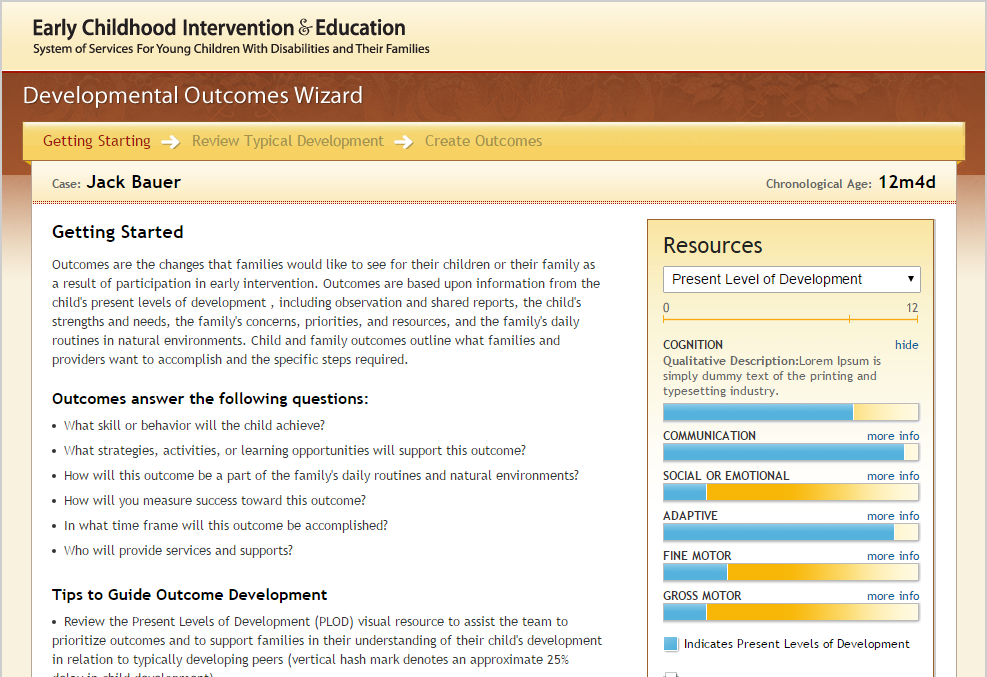 Early Childhood Intervention & Education
System of Services For Young Children With Disabilities and Their Families
Developmental Outcomes Wizard
Getting Starting Review Typical Development Create Outcomes
Case: Jack Bauer
Chronological Age: 12m4d
Getting Started
Outcomes are the changes that families would like to see for their children or their family as
a result of participation in early intervention. Outcomes are based upon information from the
child's present levels of development , including observation and shared reports, the child's
strengths and needs, the family's concerns, priorities, and resources, and the family's daily
routines in natural environments. Child and family outcomes outline what families and
providers want to accomplish and the specific steps required.
Outcomes answer the following questions:
• What skill or behavior will the child achieve?
• What strategies, activities, or learning opportunities will support this outcome?
• How will this outcome be a part of the family's daily routines and natural environments?
• How will you measure success toward this outcome?
• In what time frame will this outcome be accomplished?
• Who will provide services and supports?
Tips to Guide Outcome Development
• Review the Present Levels of Development (PLOD) visual resource to assist the team to
prioritize outcomes and to support families in their understanding of their child's development
in relation to typically developing peers (vertical hash mark denotes an approximate 25%
delay in child development)
Resources
Present Level of Development
0 12
COGNITION hide
Qualitative Description:Lorem Ipsum is
simply dummy text of the printing and
typesetting industry.
COMMUNICATION more info
SOCIAL OR EMOTIONAL more info
ADAPTIVE more info
FINE MOTOR more info
GROSS MOTOR more info
Indicates Present Levels of Development